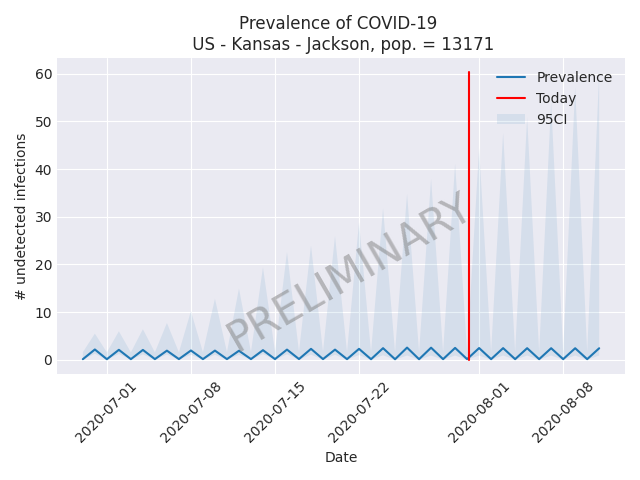 Prevalence of COVID-19
US - Kansas - Jackson, pop. = 13171
60
50
40
30
20
10
0
# undetected infections
Prevalence
Today
95CI
PRELIMINARY
2020-07-01
2020-07-08
2020-07-15
2020-07-22
2020-08-01
2020-08-08
Date